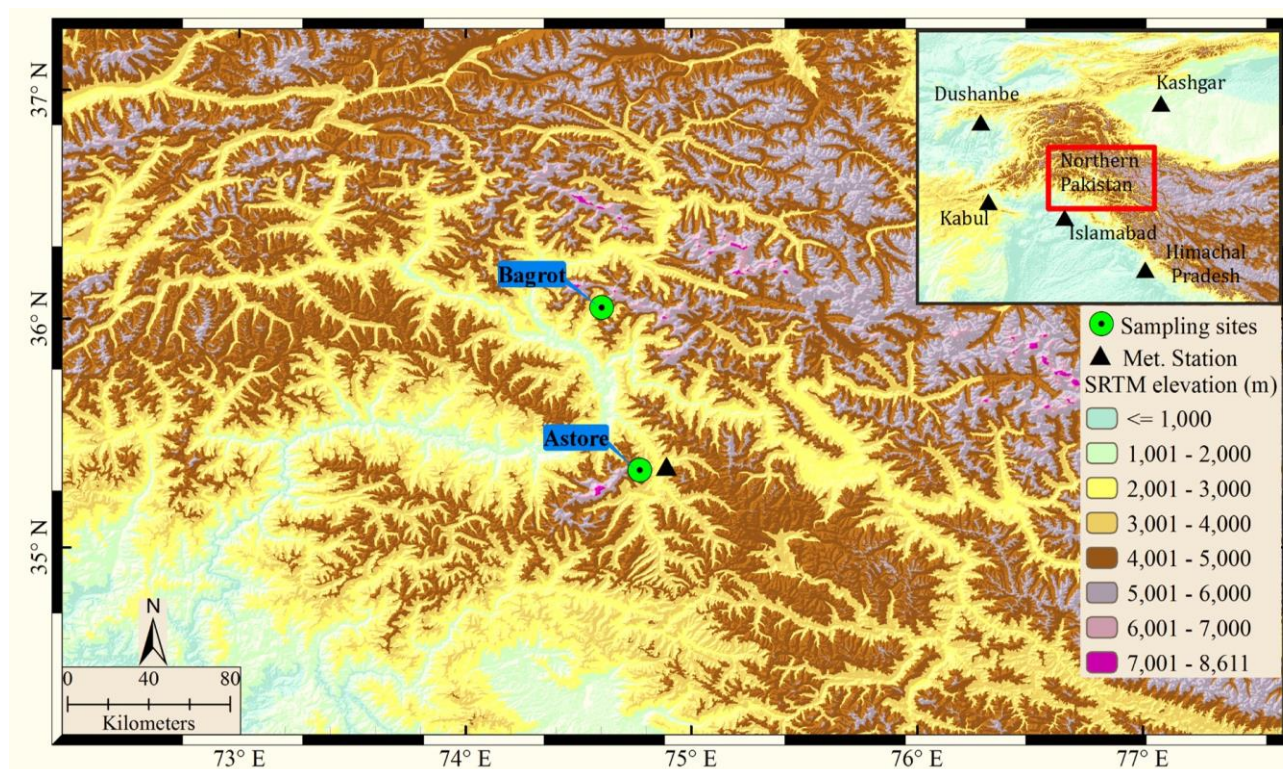 37° N
36° N
35° N
73° E
74° E
75° E
76° E
77° E
Bagrot
Astore
N
0 40 80
Kilometers
Dushanbe
Kashgar
Northern
Pakistan
Kabul
Islamabad
Himachal
Pradesh
Sampling sites
Met. Station
SRTM elevation (m)
<= 1,000
1,001 - 2,000
2,001 - 3,000
3,001 - 4,000
4,001 - 5,000
5,001 - 6,000
6,001 - 7,000
7,001 - 8,611